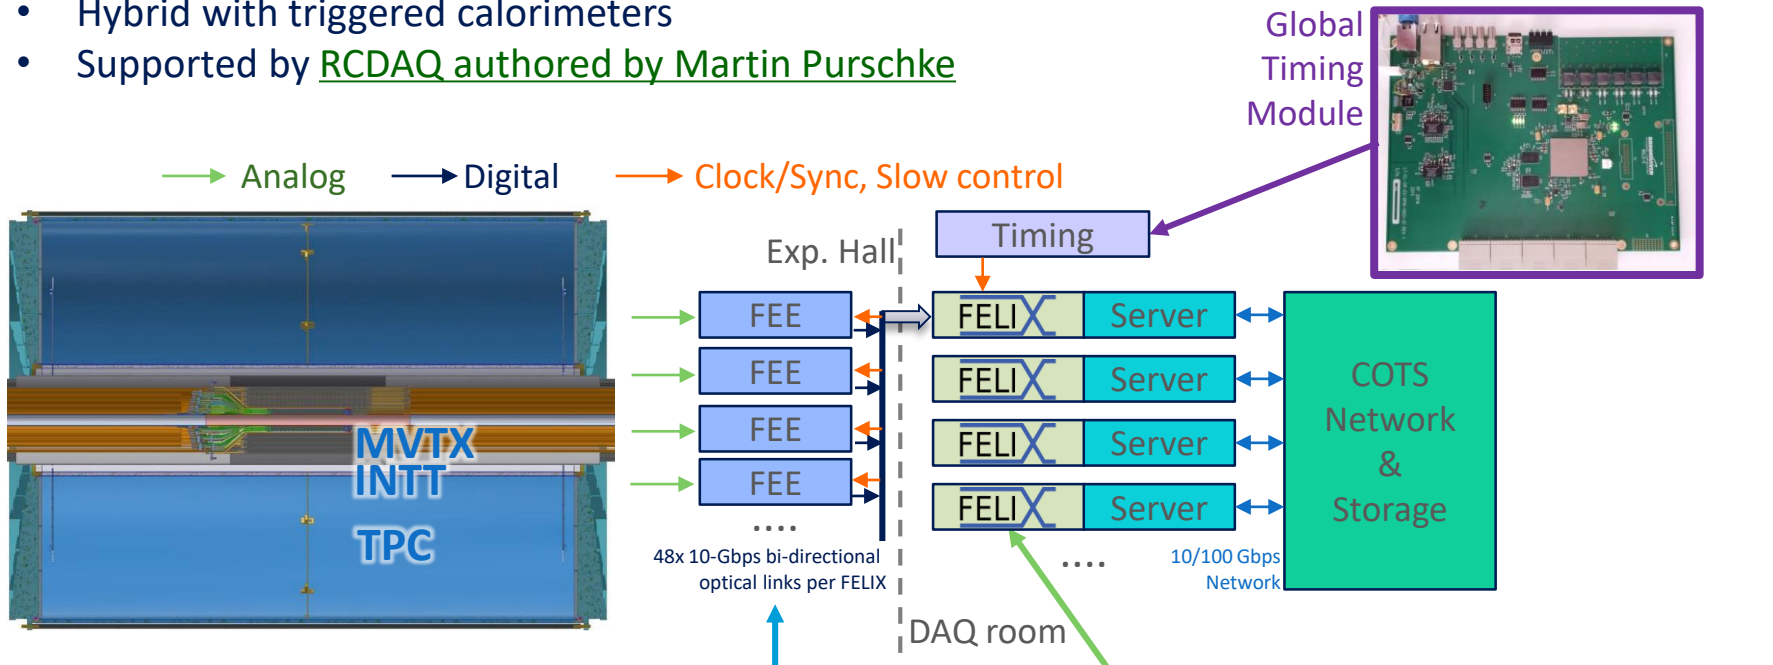 • Hybrid with triggered calorimeters
• Supported by RCDAQ authored by Martin Purschke
Global
Timing
Module
Analog
Digital
Clock/Sync, Slow control
Exp. Hall
Timing
FEE
FELIX
Server
FEE
FELIX
Server
FEE
FELIX
Server
FEE
FELIX
Server
....
....
COTS
Network
&
Storage
MVTX
INTT
TPC
48x 10-Gbps bi-directional
optical links per FELIX
10/100 Gbps
Network
DAQ room